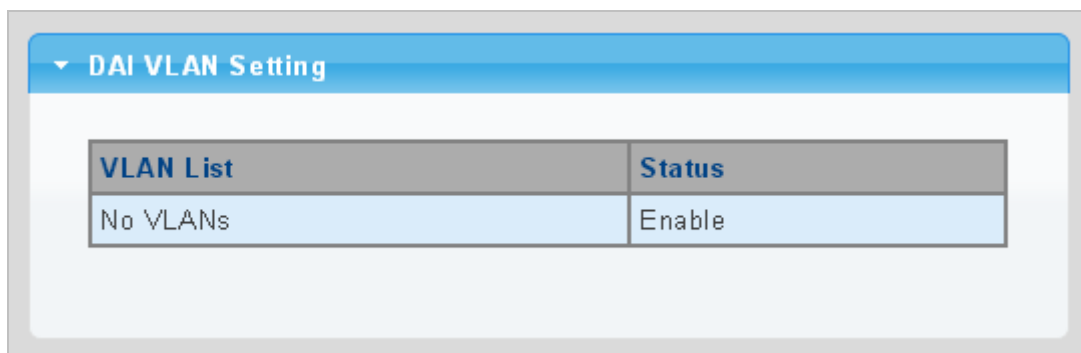 DAI VLAN Setting
VLAN List Status
No VLANs Enable